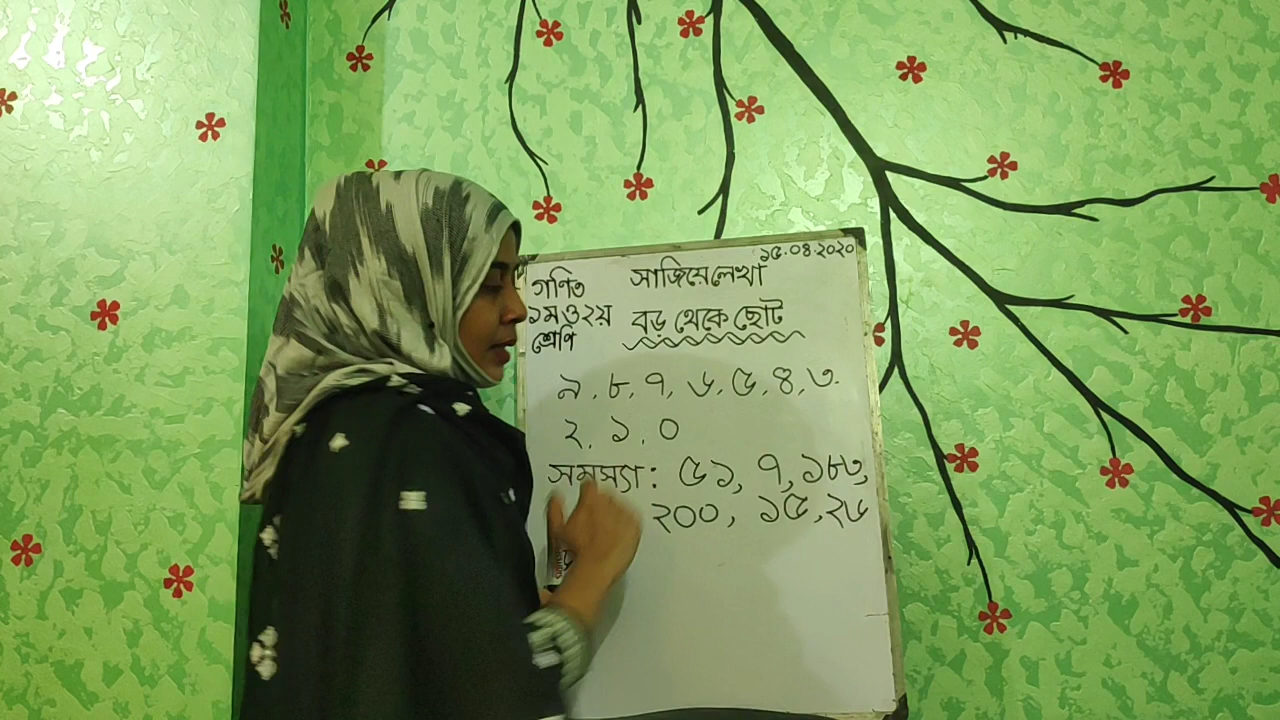 ১৫.০৪.২০২০
গণিত
১ম ও ২য়
শ্রেণি
সাজিয়ে লেখা
বড় থেকে ছোট
৯, ৮, ৭, ৬, ৫, ৪, ৩.
২, ১, ০
সমস্যা: ৫১, ৭, ১৮৩,
২০০, ১৫, ২৬